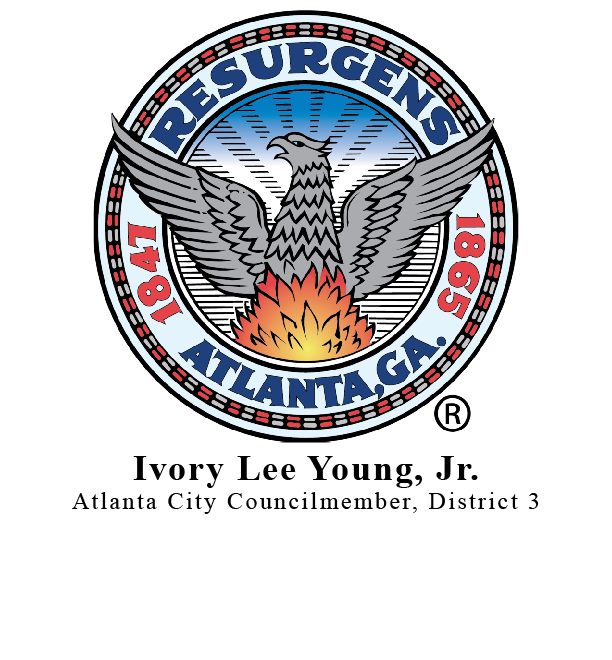 RESURGENS
1847 1865
ATLANTA, GA.
®
Ivory Lee Young, Jr.
Atlanta City Councilmember, District 3